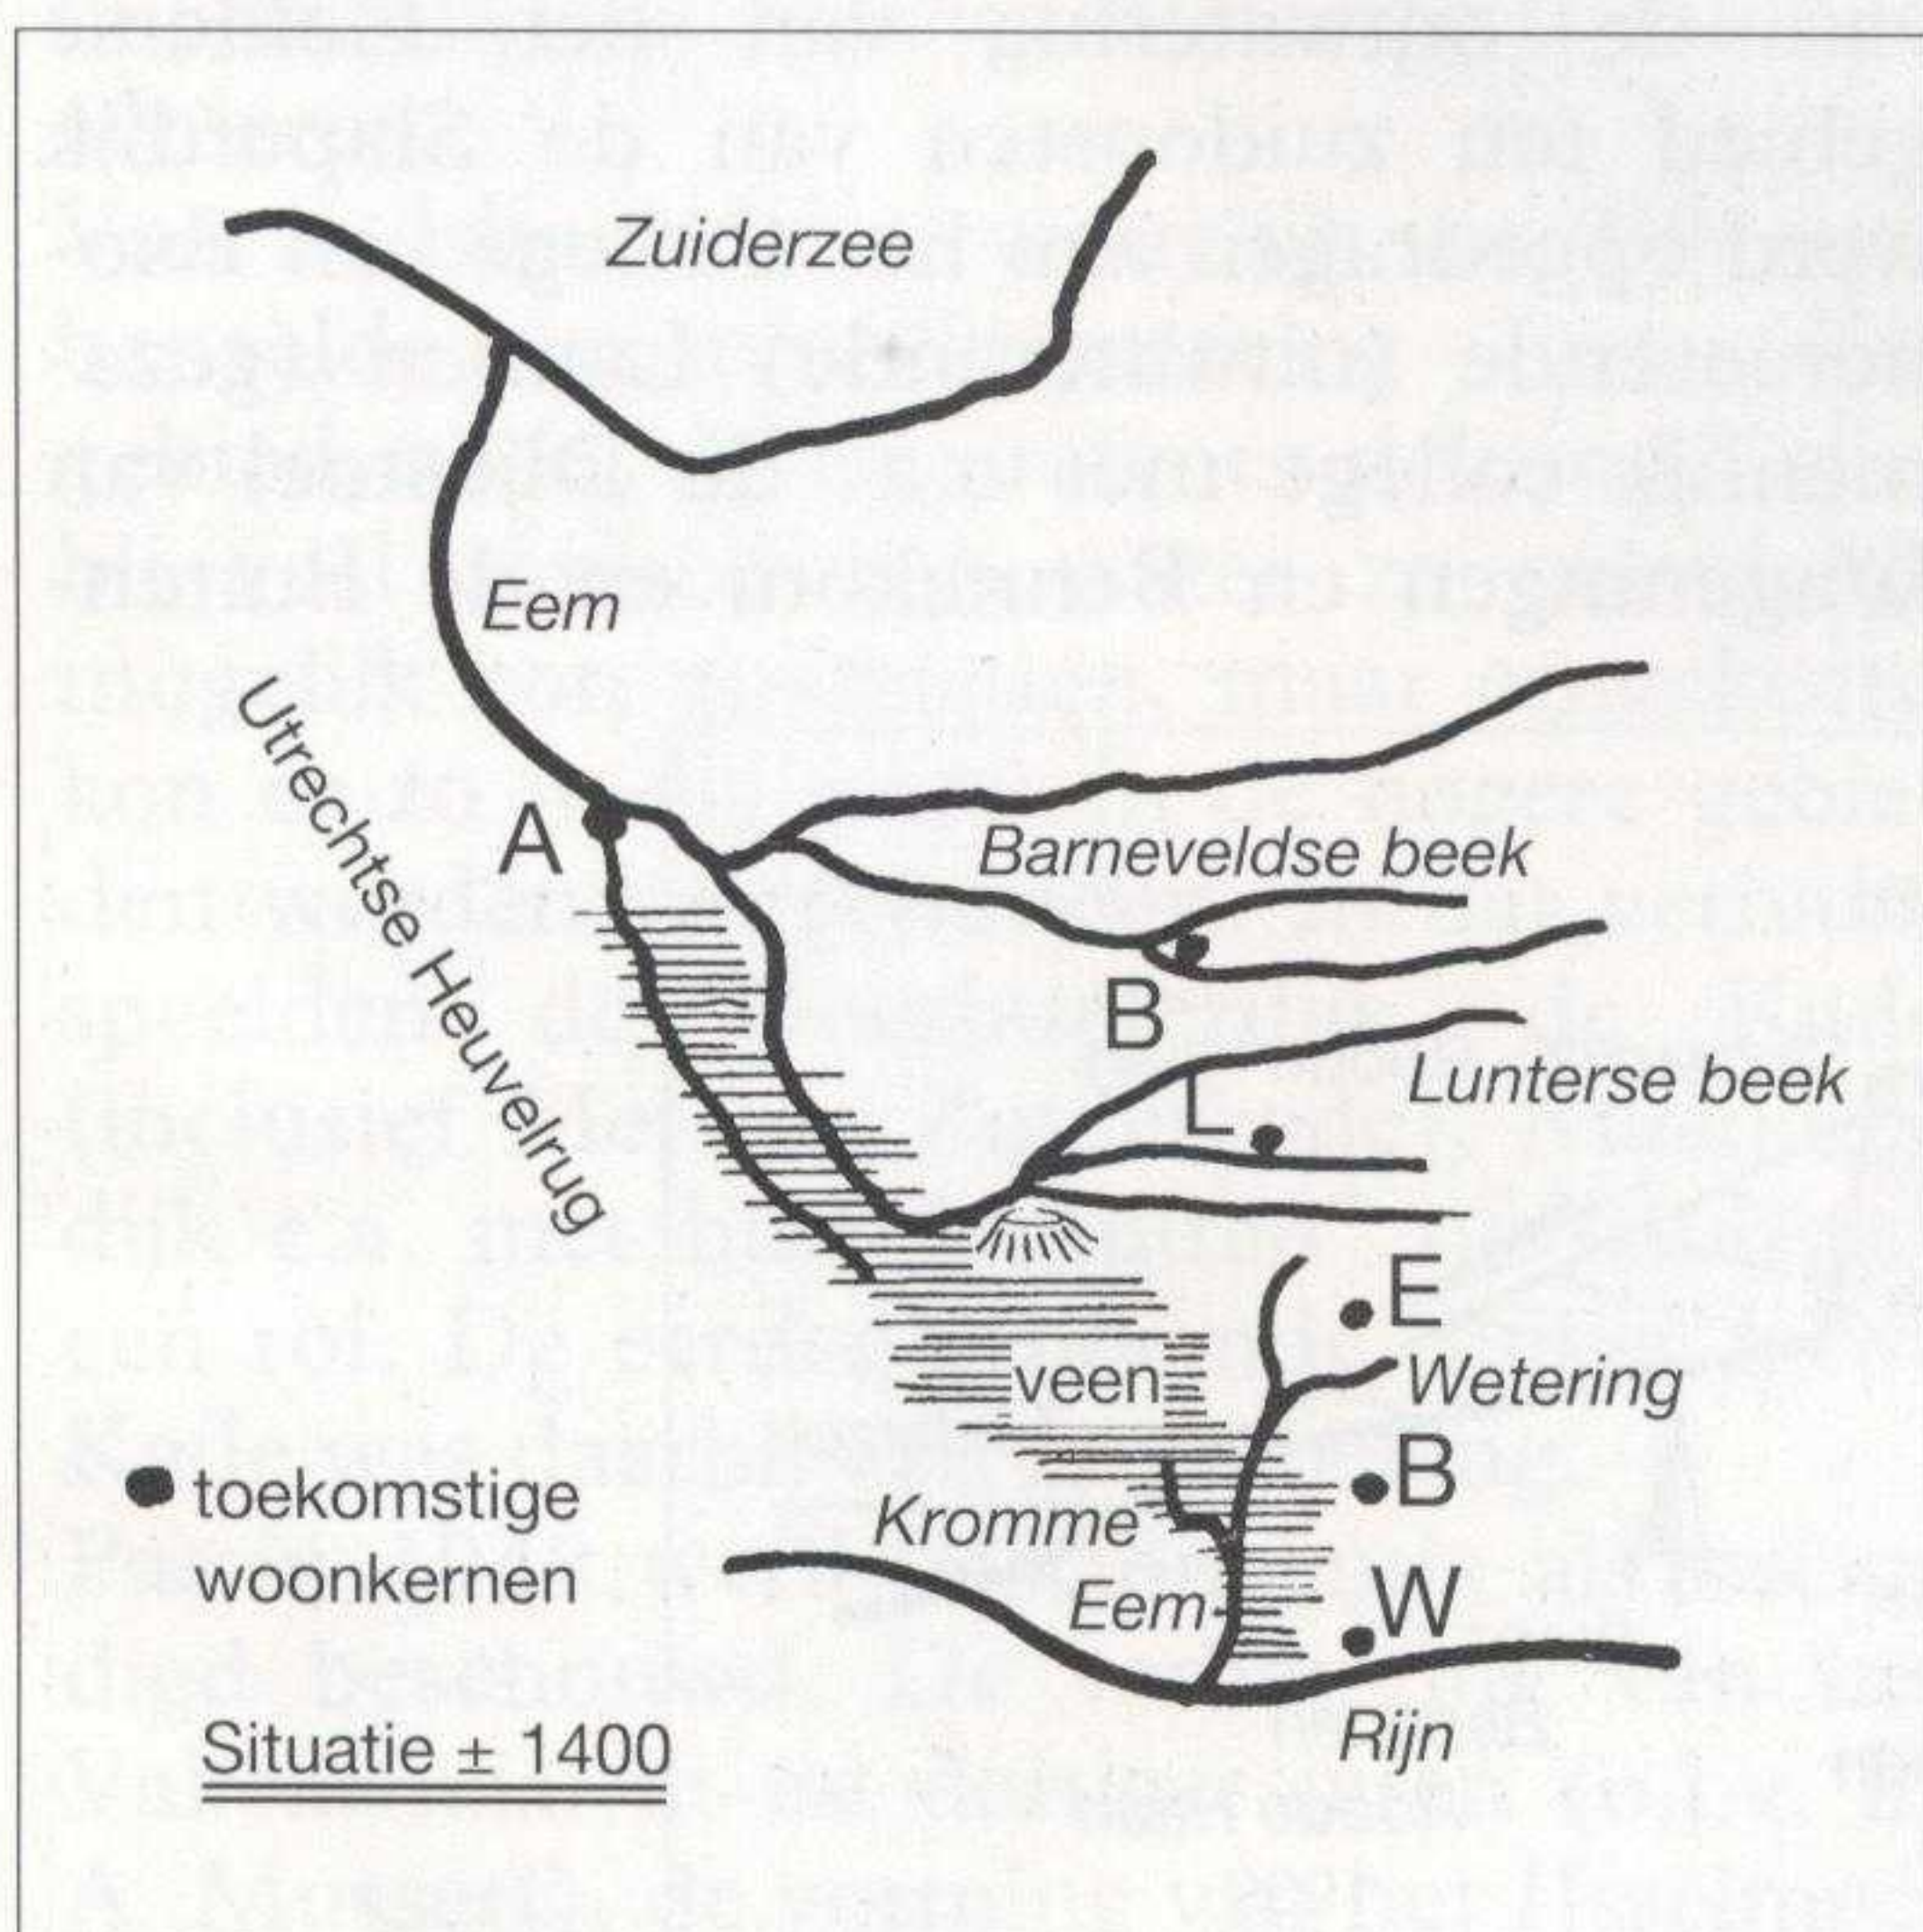 Zuiderzee
Eem
Utrechtse Heuvelrug
A
Barneveldse beek
B
Lunterse beek
L
E
veen
Wetering
B
toekomstige
woonkernen
Kromme
Eem
W
Rijn
Situatie ± 1400